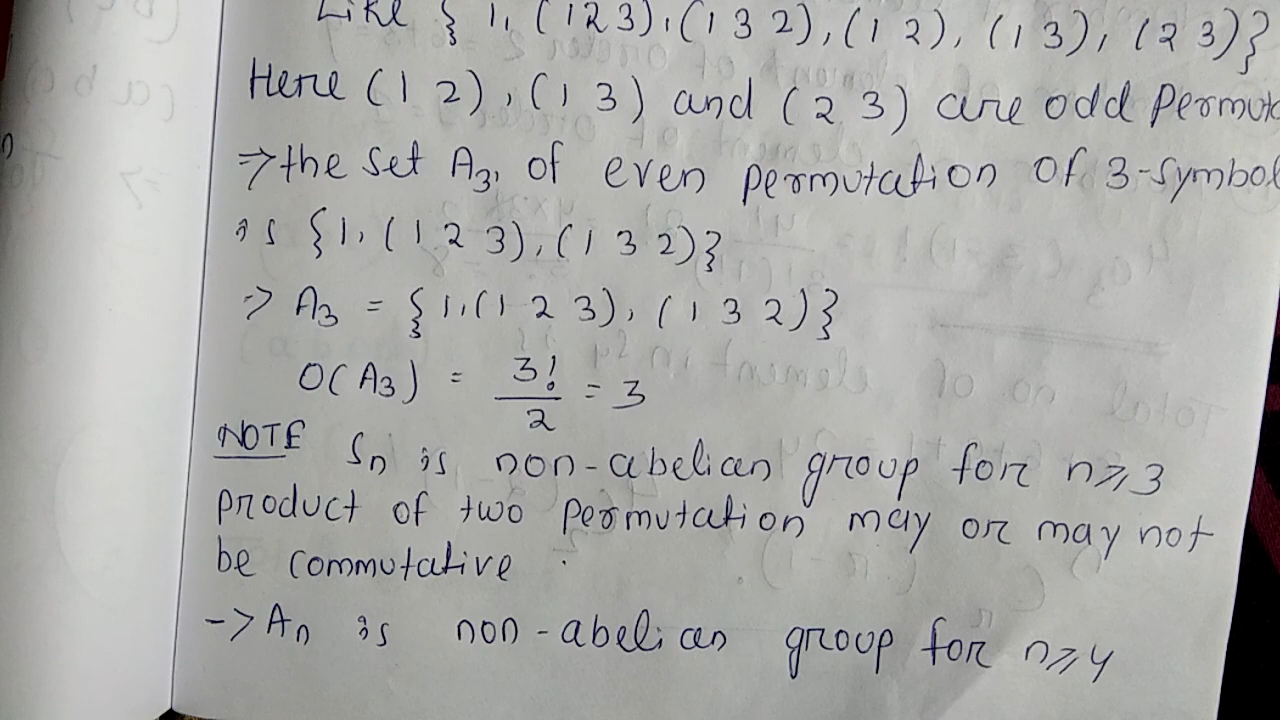 Like { 1, (1 2 3), (1 3 2), (1 2), (1 3), (2 3)}
Here (1 2), (1 3) and (2 3) are odd Permut
⇒ the set A₃, of even permutation of 3-symbol
is {1, (1 2 3), (1 3 2)}
⇒ A₃ = {1, (1 2 3), (1 3 2)}
O(A₃) = 3!/2 = 3
NOTE Sn is non-abelian group for n⩾3
product of two permutation may or may not
be commutative
-> An is non-abelian group for n⩾4